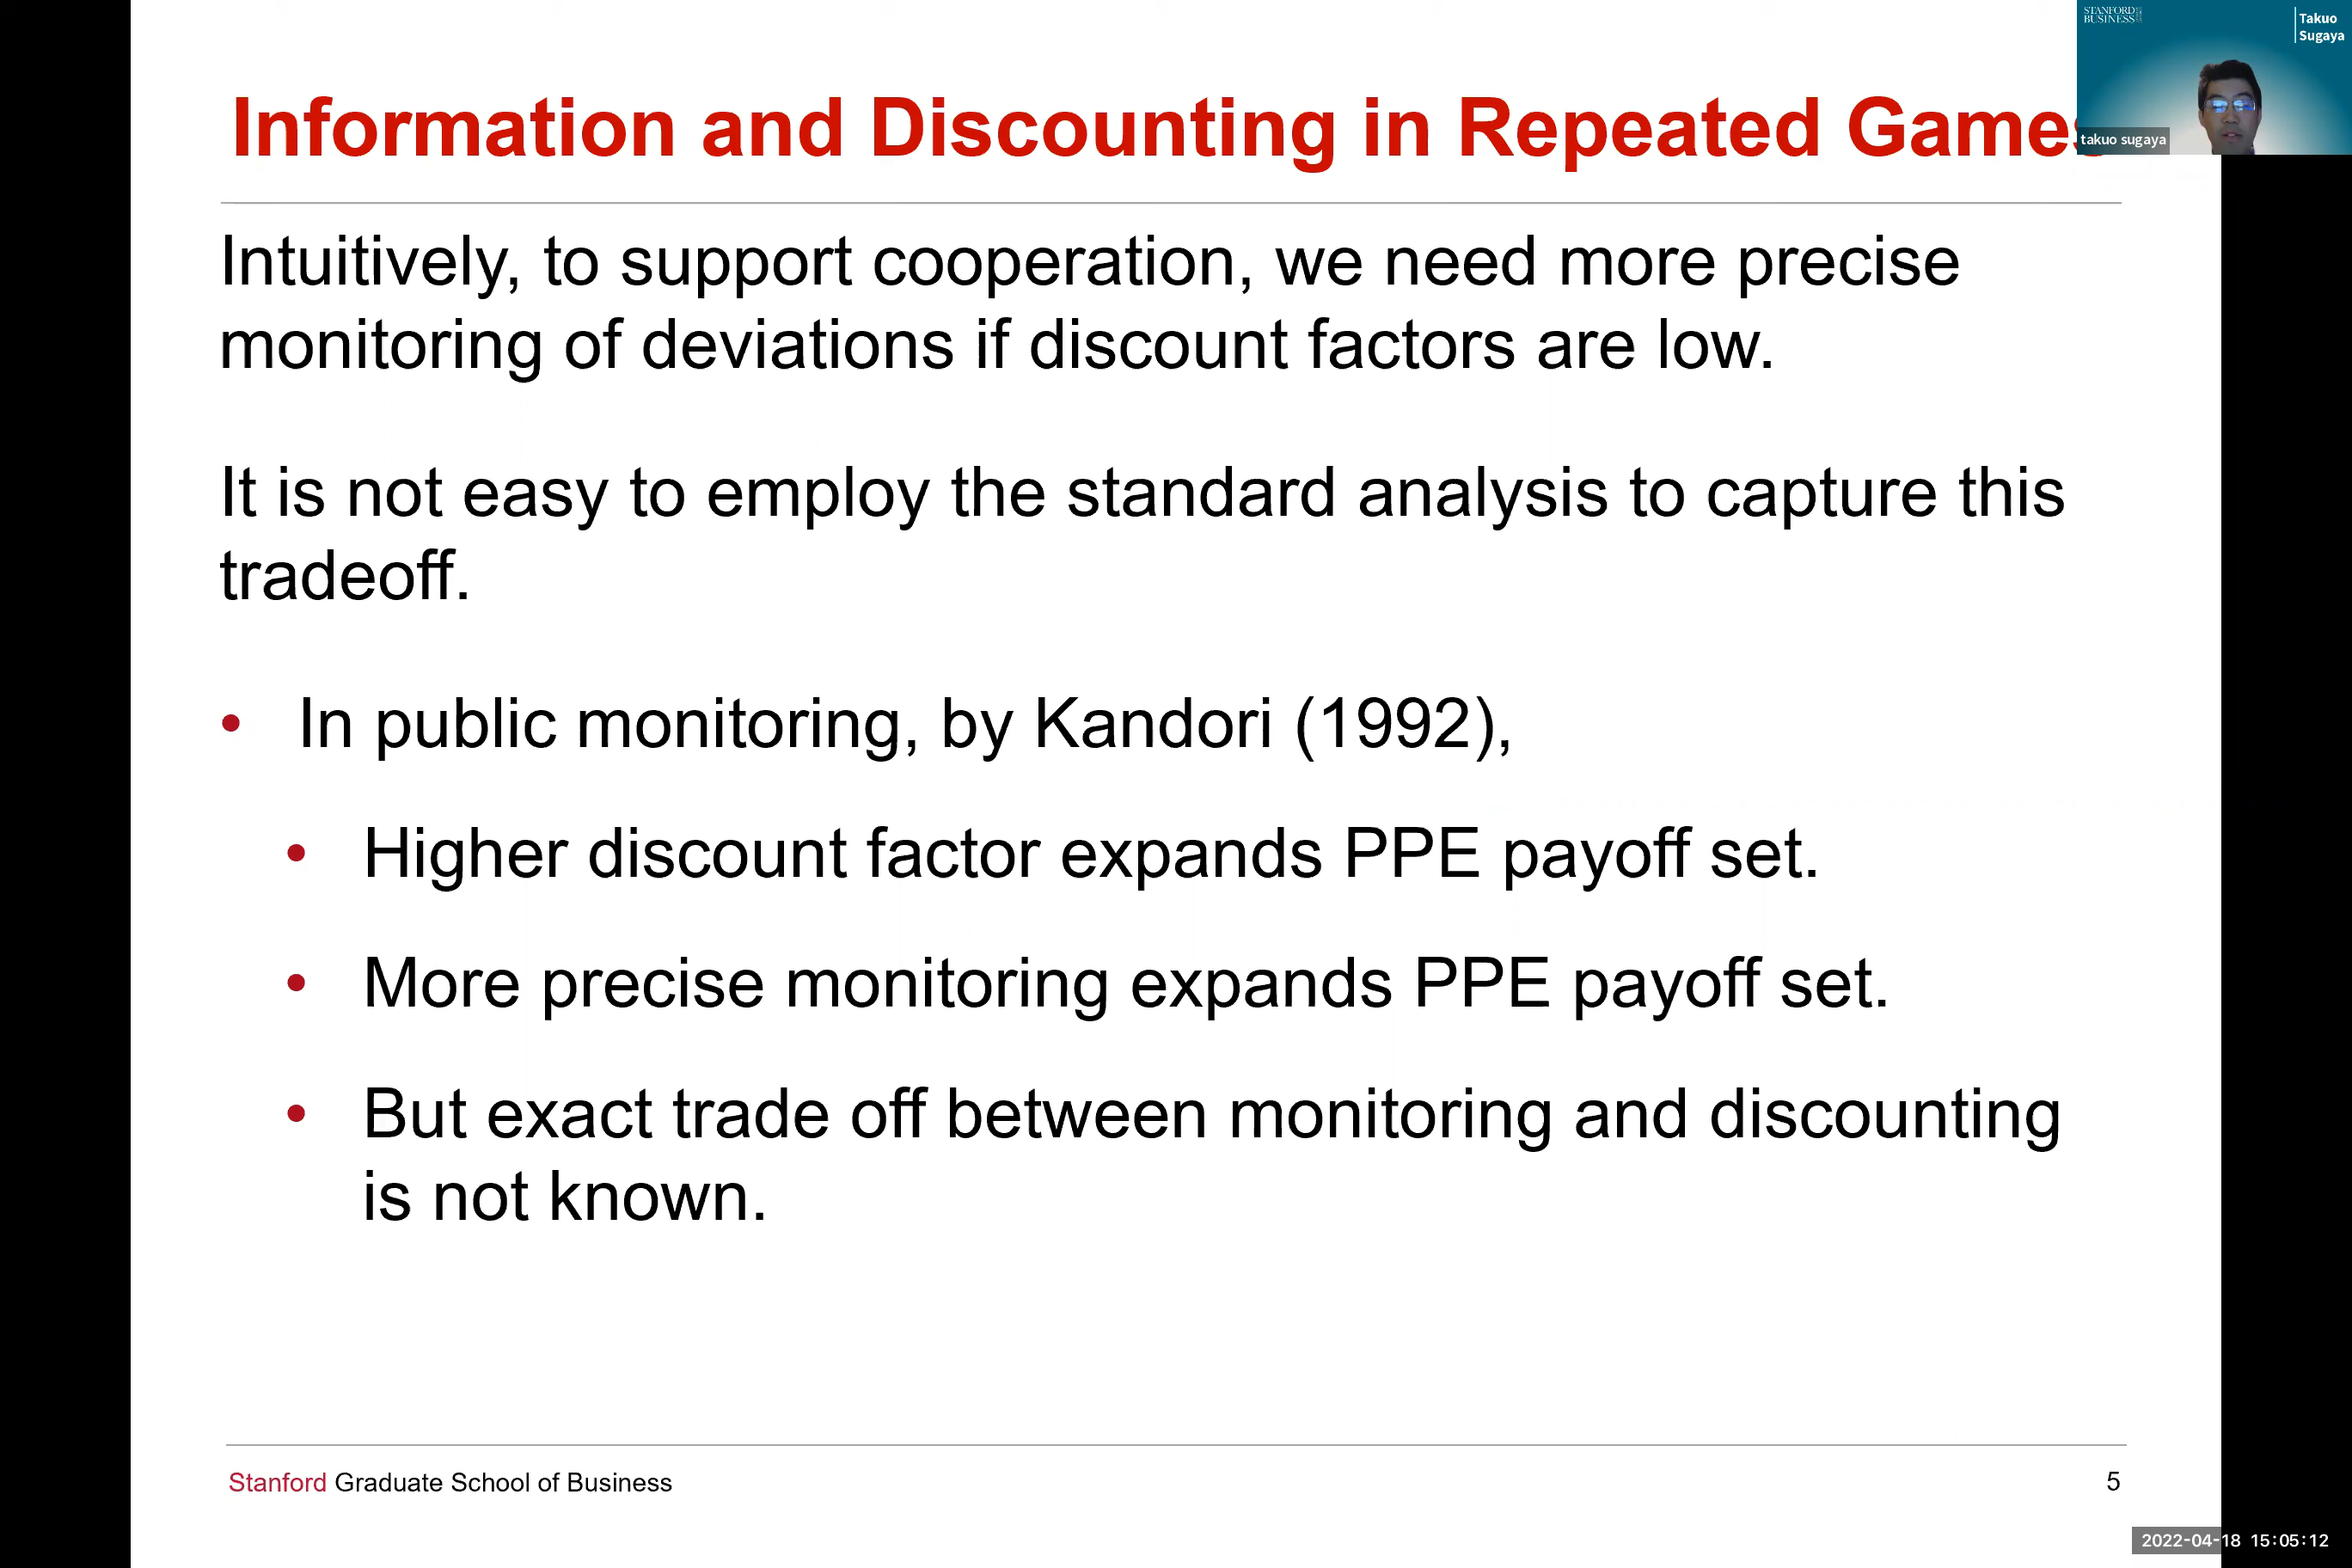 STANFORD
BUSINESS
Takuo
Sugaya
takuo sugaya
Information and Discounting in Repeated Games
Intuitively, to support cooperation, we need more precise
monitoring of deviations if discount factors are low.
It is not easy to employ the standard analysis to capture this
tradeoff.
• In public monitoring, by Kandori (1992),
• Higher discount factor expands PPE payoff set.
• More precise monitoring expands PPE payoff set.
• But exact trade off between monitoring and discounting
is not known.
Stanford Graduate School of Business
5
2022-04-18 15:05:12